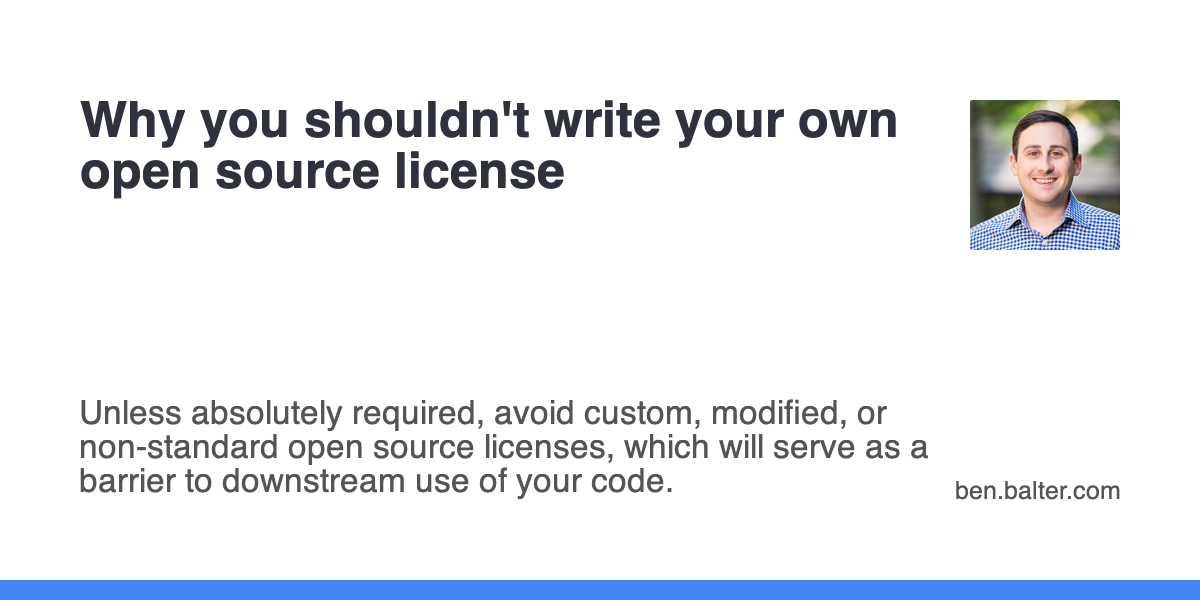 Why you shouldn't write your own
open source license
Unless absolutely required, avoid custom, modified, or
non-standard open source licenses, which will serve as a
barrier to downstream use of your code.
ben.balter.com